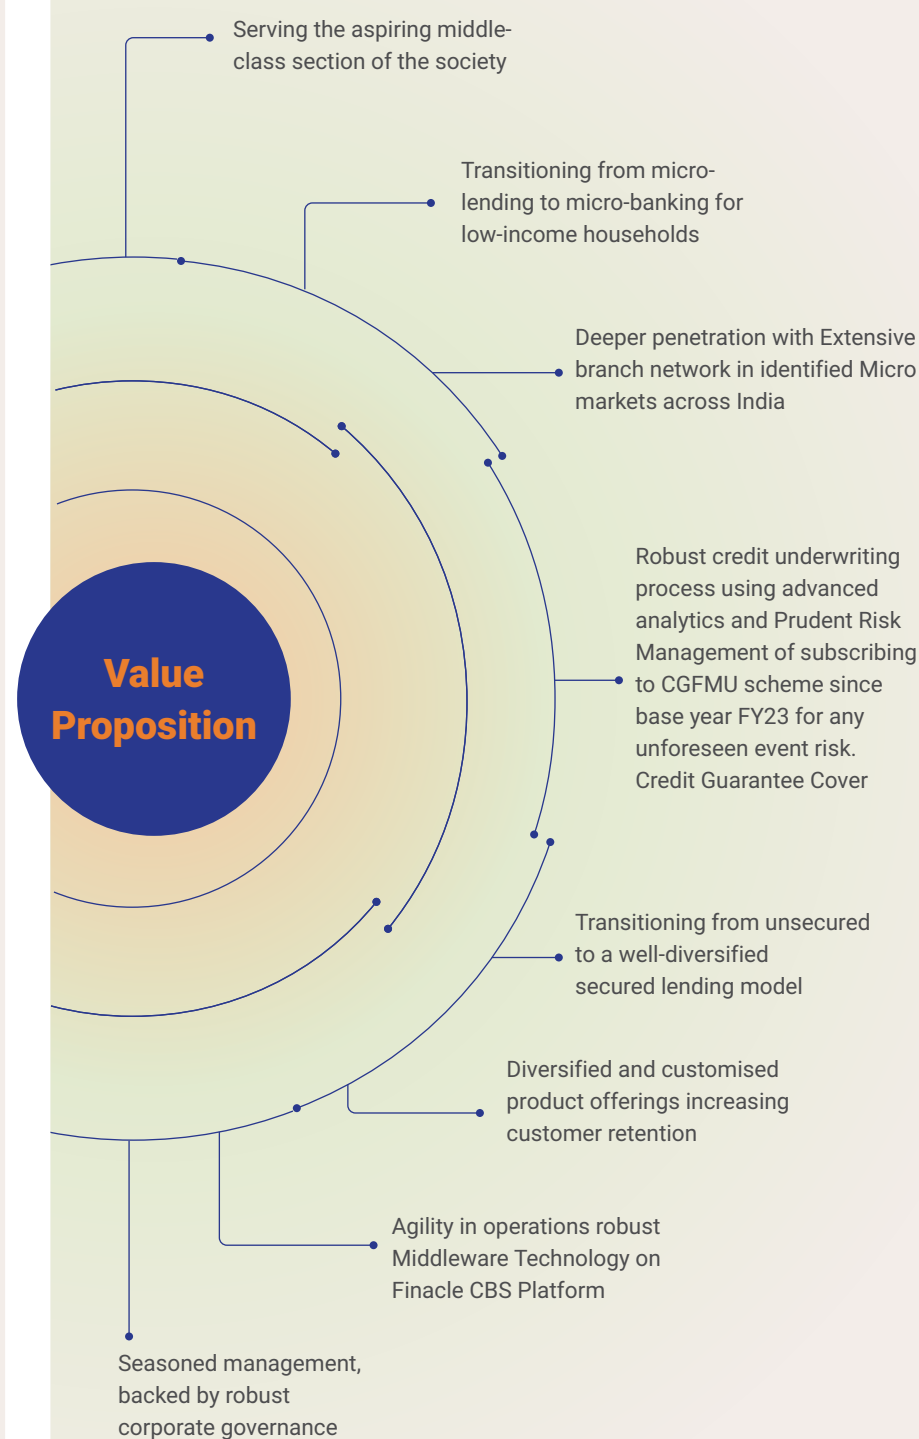 Serving the aspiring middle-
class section of the society
Transitioning from micro-
lending to micro-banking for
low-income households
Deeper penetration with Extensive
branch network in identified Micro
markets across India
Robust credit underwriting
process using advanced
analytics and Prudent Risk
Management of subscribing
to CGFMU scheme since
base year FY23 for any
unforeseen event risk.
Credit Guarantee Cover
Value
Proposition
Transitioning from unsecured
to a well-diversified
secured lending model
Diversified and customised
product offerings increasing
customer retention
Agility in operations robust
Middleware Technology on
Finacle CBS Platform
Seasoned management,
backed by robust
corporate governance